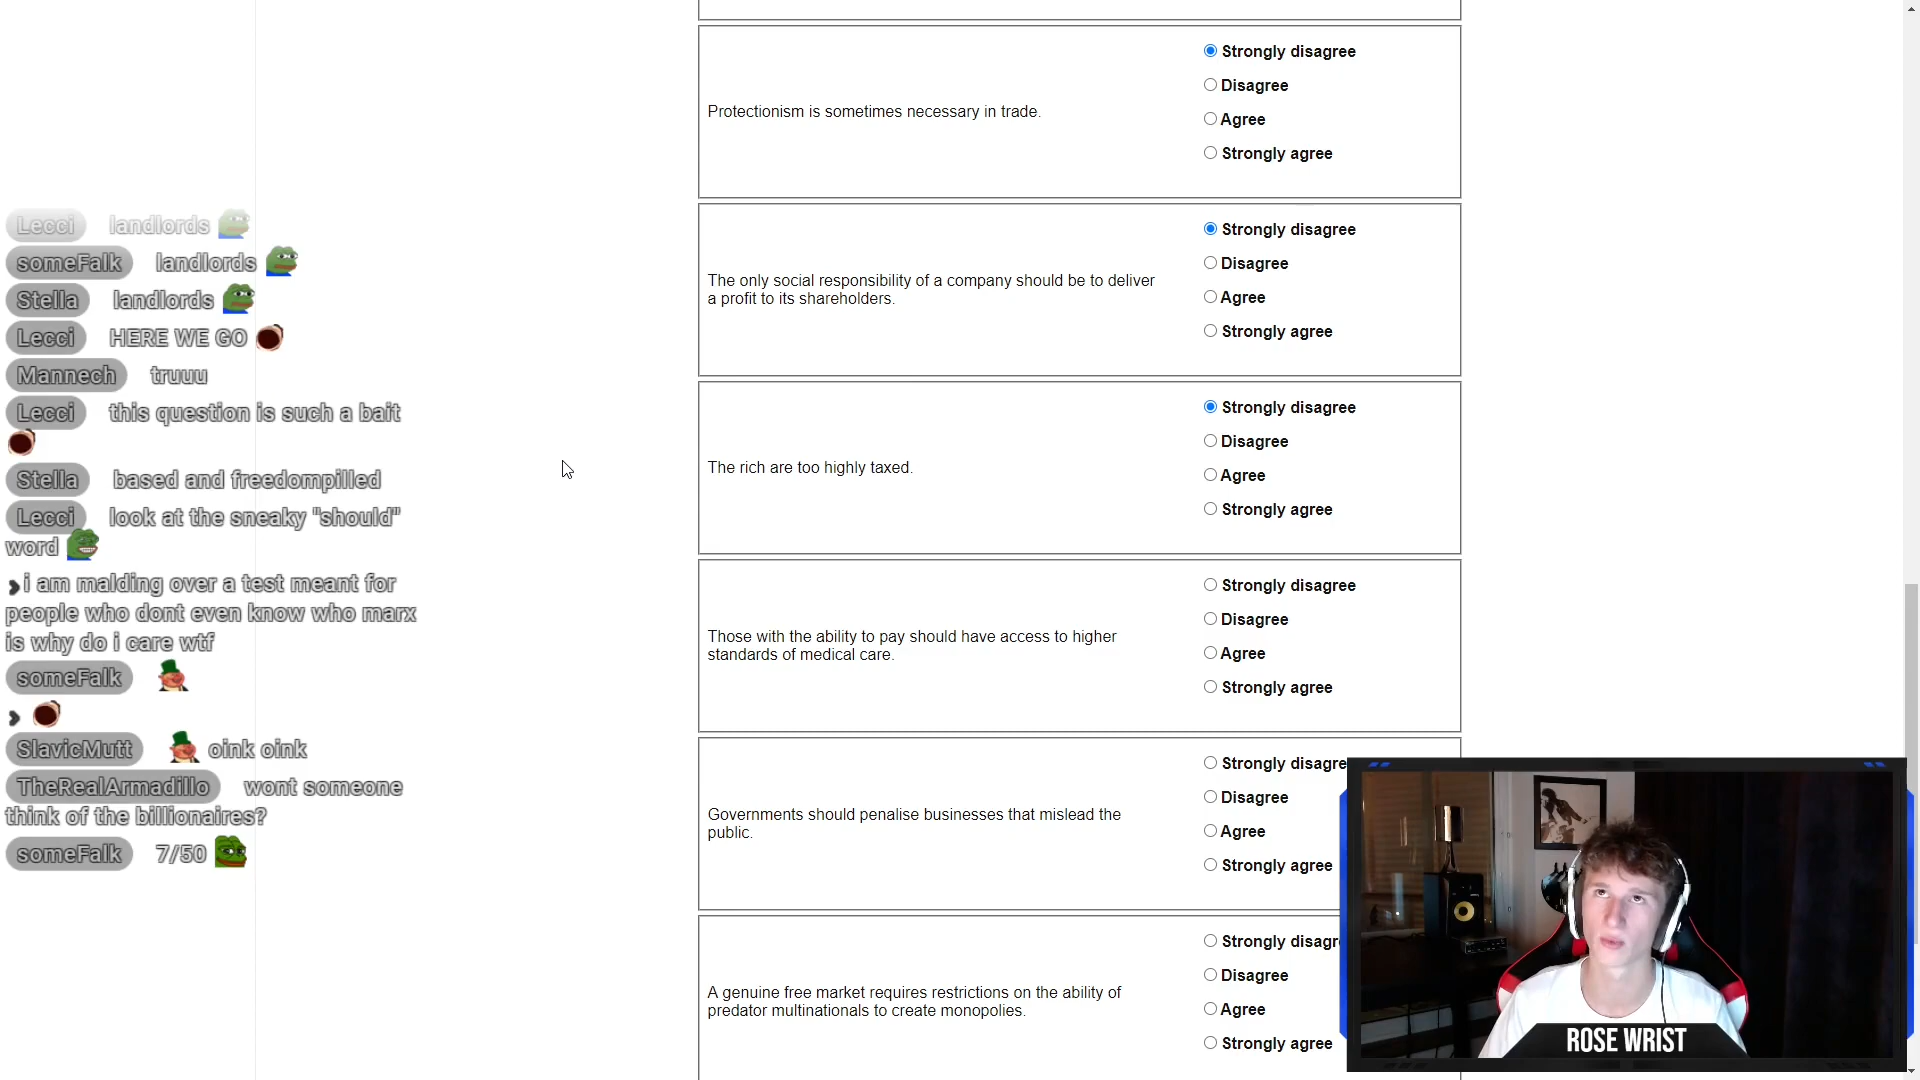 Strongly disagree
Disagree
Protectionism is sometimes necessary in trade.
Agree
Strongly agree
Strongly disagree
Disagree
The only social responsibility of a company should be to deliver
a profit to its shareholders.
Agree
Strongly agree
Strongly disagree
Disagree
The rich are too highly taxed.
Agree
Strongly agree
Strongly disagree
Disagree
Those with the ability to pay should have access to higher
standards of medical care.
Agree
Strongly agree
Strongly disagre
Disagree
Governments should penalise businesses that mislead the
public.
Agree
Strongly agree
Strongly disagr
Disagree
A genuine free market requires restrictions on the ability of
predator multinationals to create monopolies.
Agree
Strongly agree
Lecci landlords
someFalk landlords
Stella landlords
Lecci HERE WE GO
Mannech truuu
Lecci this question is such a bait
Stella based and freedompilled
Lecci look at the sneaky "should"
word
i am malding over a test meant for
people who dont even know who marx
is why do i care wtf
someFalk
SlavicMutt oink oink
TheRealArmadillo wont someone
think of the billionaires?
someFalk 7/50
ROSE WRIST